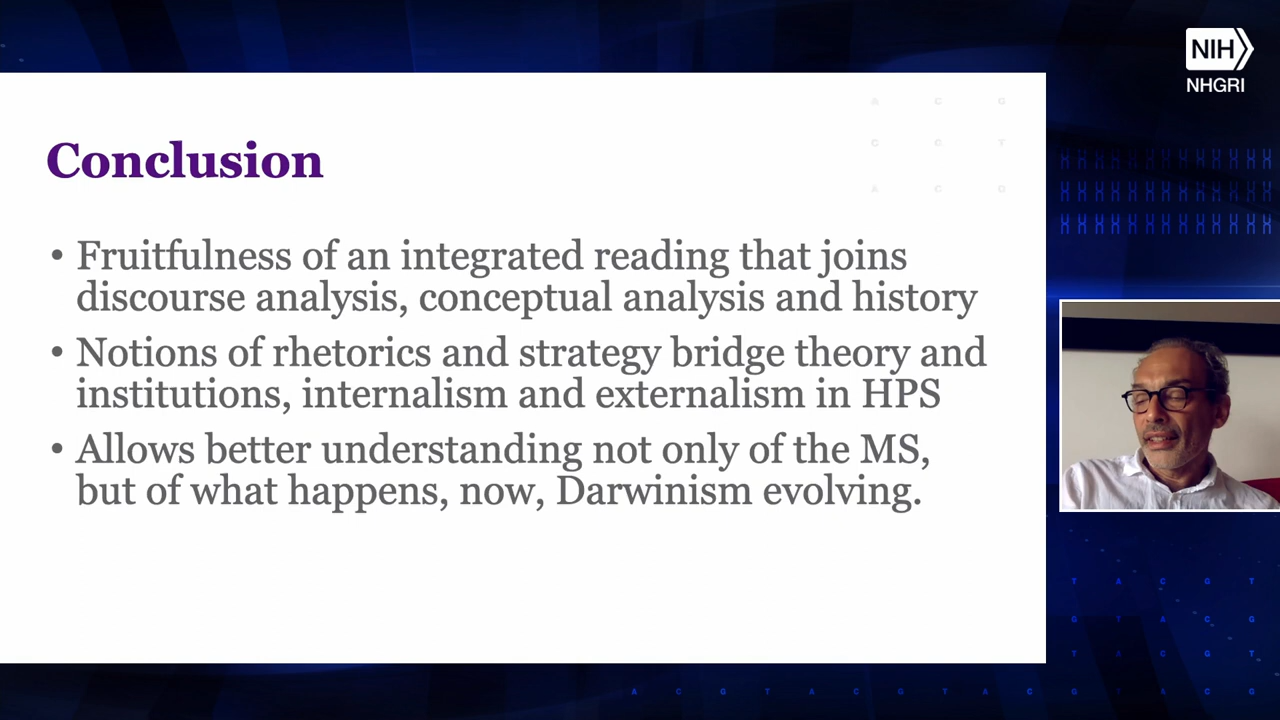 NIH
NHGRI
Conclusion
• Fruitfulness of an integrated reading that joins
discourse analysis, conceptual analysis and history
• Notions of rhetorics and strategy bridge theory and
institutions, internalism and externalism in HPS
• Allows better understanding not only of the MS,
but of what happens, now, Darwinism evolving.
a C G
C C T
A C G
T A C G T
G T A C G
T A C G T
A C G T A C G T A C G T A C G